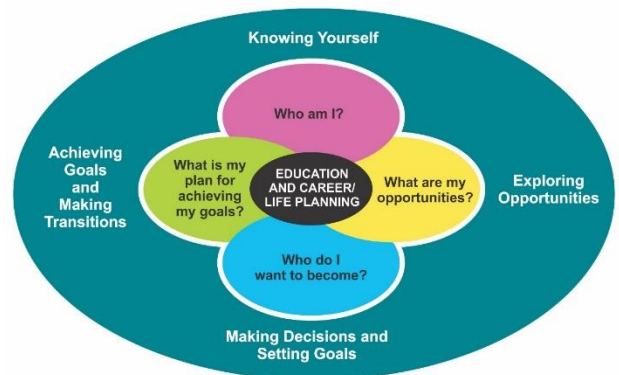 Knowing Yourself
Who am I?
Achieving
Goals
and
Making
Transitions
What is my
plan for
achieving
my goals?
EDUCATION
AND CAREER/
LIFE PLANNING
What are my
opportunities?
Exploring
Opportunities
Who do I
want to become?
Making Decisions and
Setting Goals